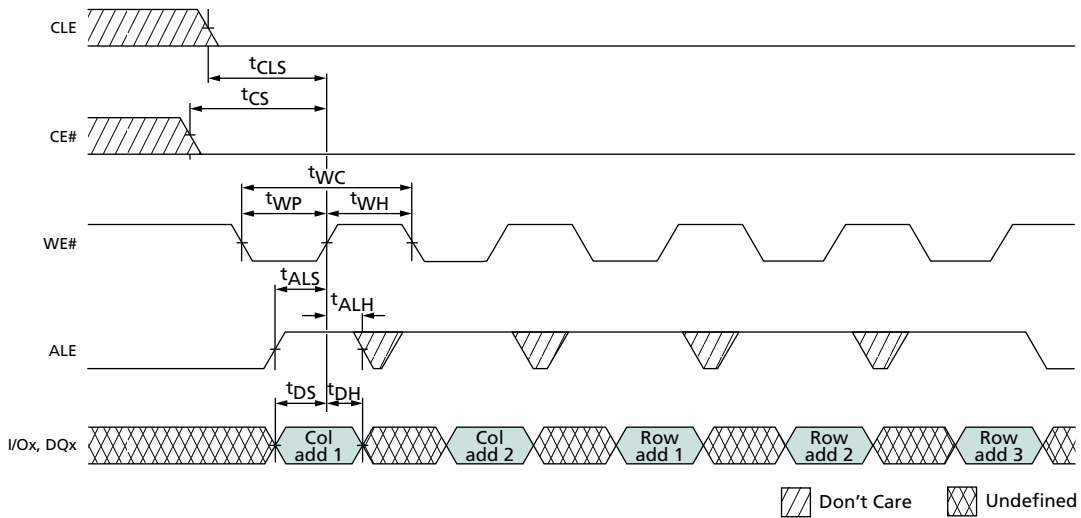 CLE
tCLS
tCS
CE#
tWC
tWP
tWH
WE#
tALS
tALH
ALE
tDS
tDH
I/Ox, DQx
Col
add 1
Col
add 2
Row
add 1
Row
add 2
Row
add 3
Don't Care
Undefined